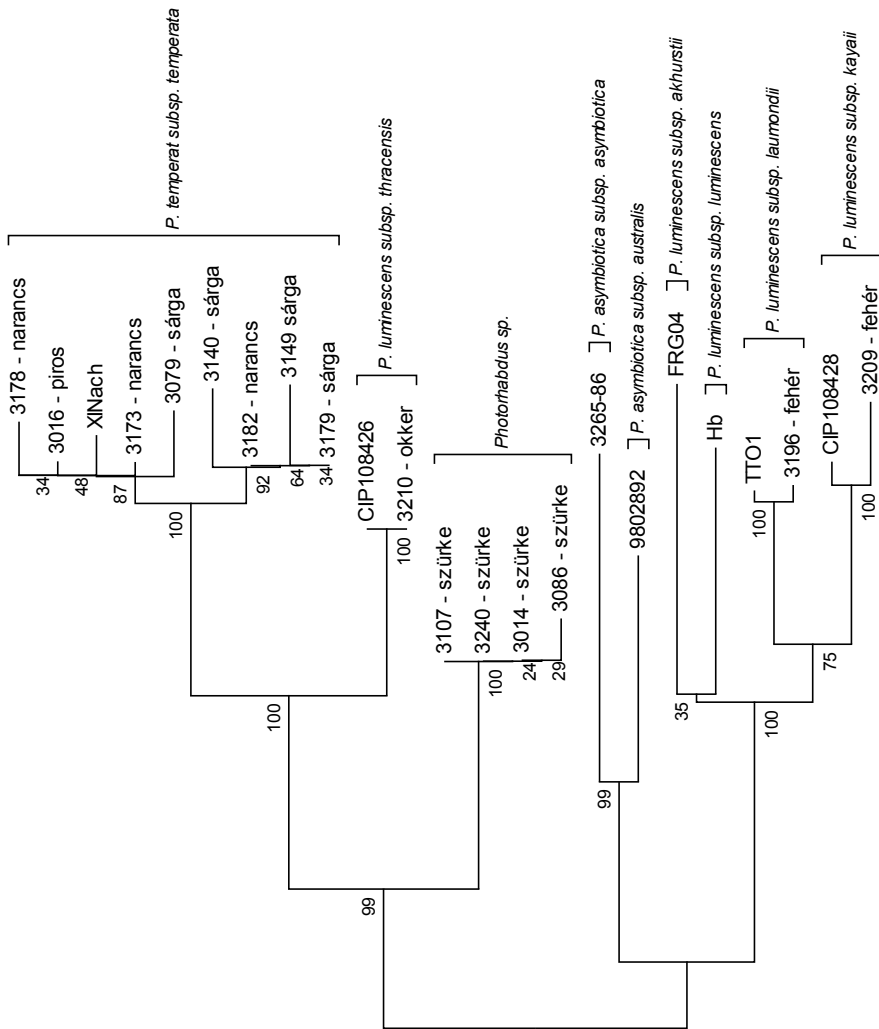 3178 - narancs
3016 - piros
XlNach
3173 - narancs
3079 - sárga
3140 - sárga
3182 - narancs
3149 sárga
3179 - sárga
P. temperat subsp. temperata
CIP108426
3210 - okker
P. luminescens subsp. thracensis
3107 - szürke
3240 - szürke
3014 - szürke
3086 - szürke
Photorhabdus sp.
3265-86
P. asymbiotica subsp. asymbiotica
9802892
P. asymbiotica subsp. australis
FRG04
P. luminescens subsp. akhurstii
Hb
P. luminescens subsp. luminescens
TTO1
3196 - fehér
P. luminescens subsp. laumondii
CIP108428
3209 - fehér
P. luminescens subsp. kayaii
34
48
87
100
92
64
34
100
100
100
24
29
99
99
35
100
100
75
100